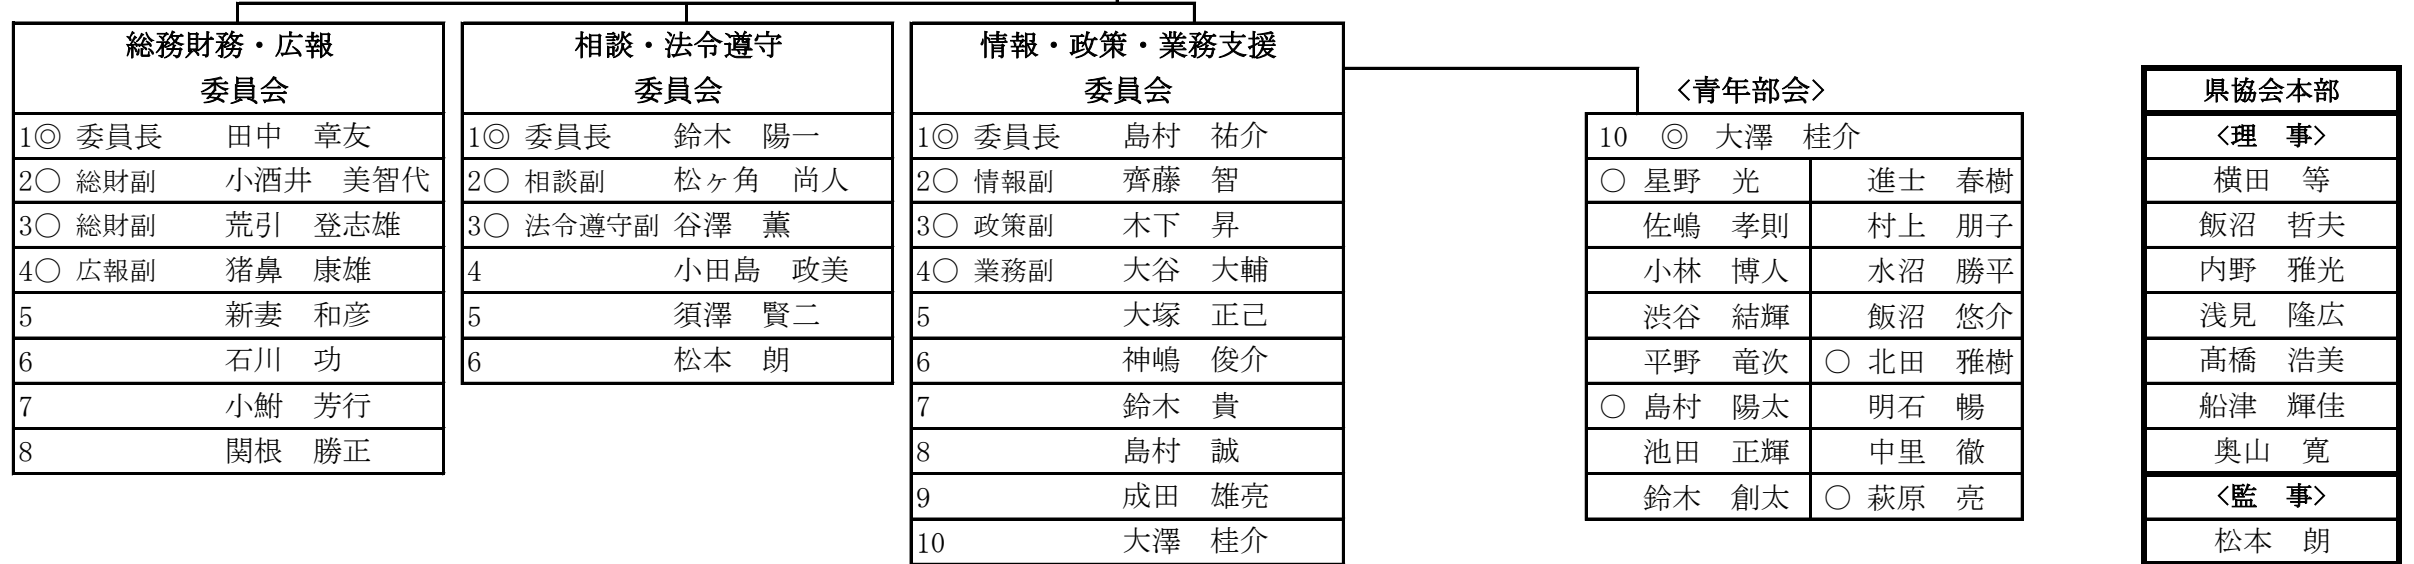 総務財務・広報
委員会
1◎ 委員長 田中 章友
2○ 総財副 小酒井 美智代
3○ 総財副 荒引 登志雄
4○ 広報副 猪鼻 康雄
5 新妻 和彦
6 石川 功
7 小鮒 芳行
8 関根 勝正
相談・法令遵守
委員会
1◎ 委員長 鈴木 陽一
2○ 相談副 松ヶ角 尚人
3○ 法令遵守副 谷澤 薫
4 小田島 政美
5 須澤 賢二
6 松本 朗
情報・政策・業務支援
委員会
1◎ 委員長 島村 祐介
2○ 情報副 齊藤 智
3○ 政策副 木下 昇
4○ 業務副 大谷 大輔
5 大塚 正己
6 神嶋 俊介
7 鈴木 貴
8 島村 誠
9 成田 雄亮
10 大澤 桂介
<青年部会>
10 ◎ 大澤 桂介
○ 星野 光 進士 春樹
佐嶋 孝則 村上 朋子
小林 博人 水沼 勝平
渋谷 結輝 飯沼 悠介
平野 竜次 ○ 北田 雅樹
○ 島村 陽太 明石 暢
池田 正輝 中里 徹
鈴木 創太 ○ 萩原 亮
県協会本部
<理 事>
横田 等
飯沼 哲夫
内野 雅光
浅見 隆広
髙橋 浩美
船津 輝佳
奥山 寛
<監 事>
松本 朗